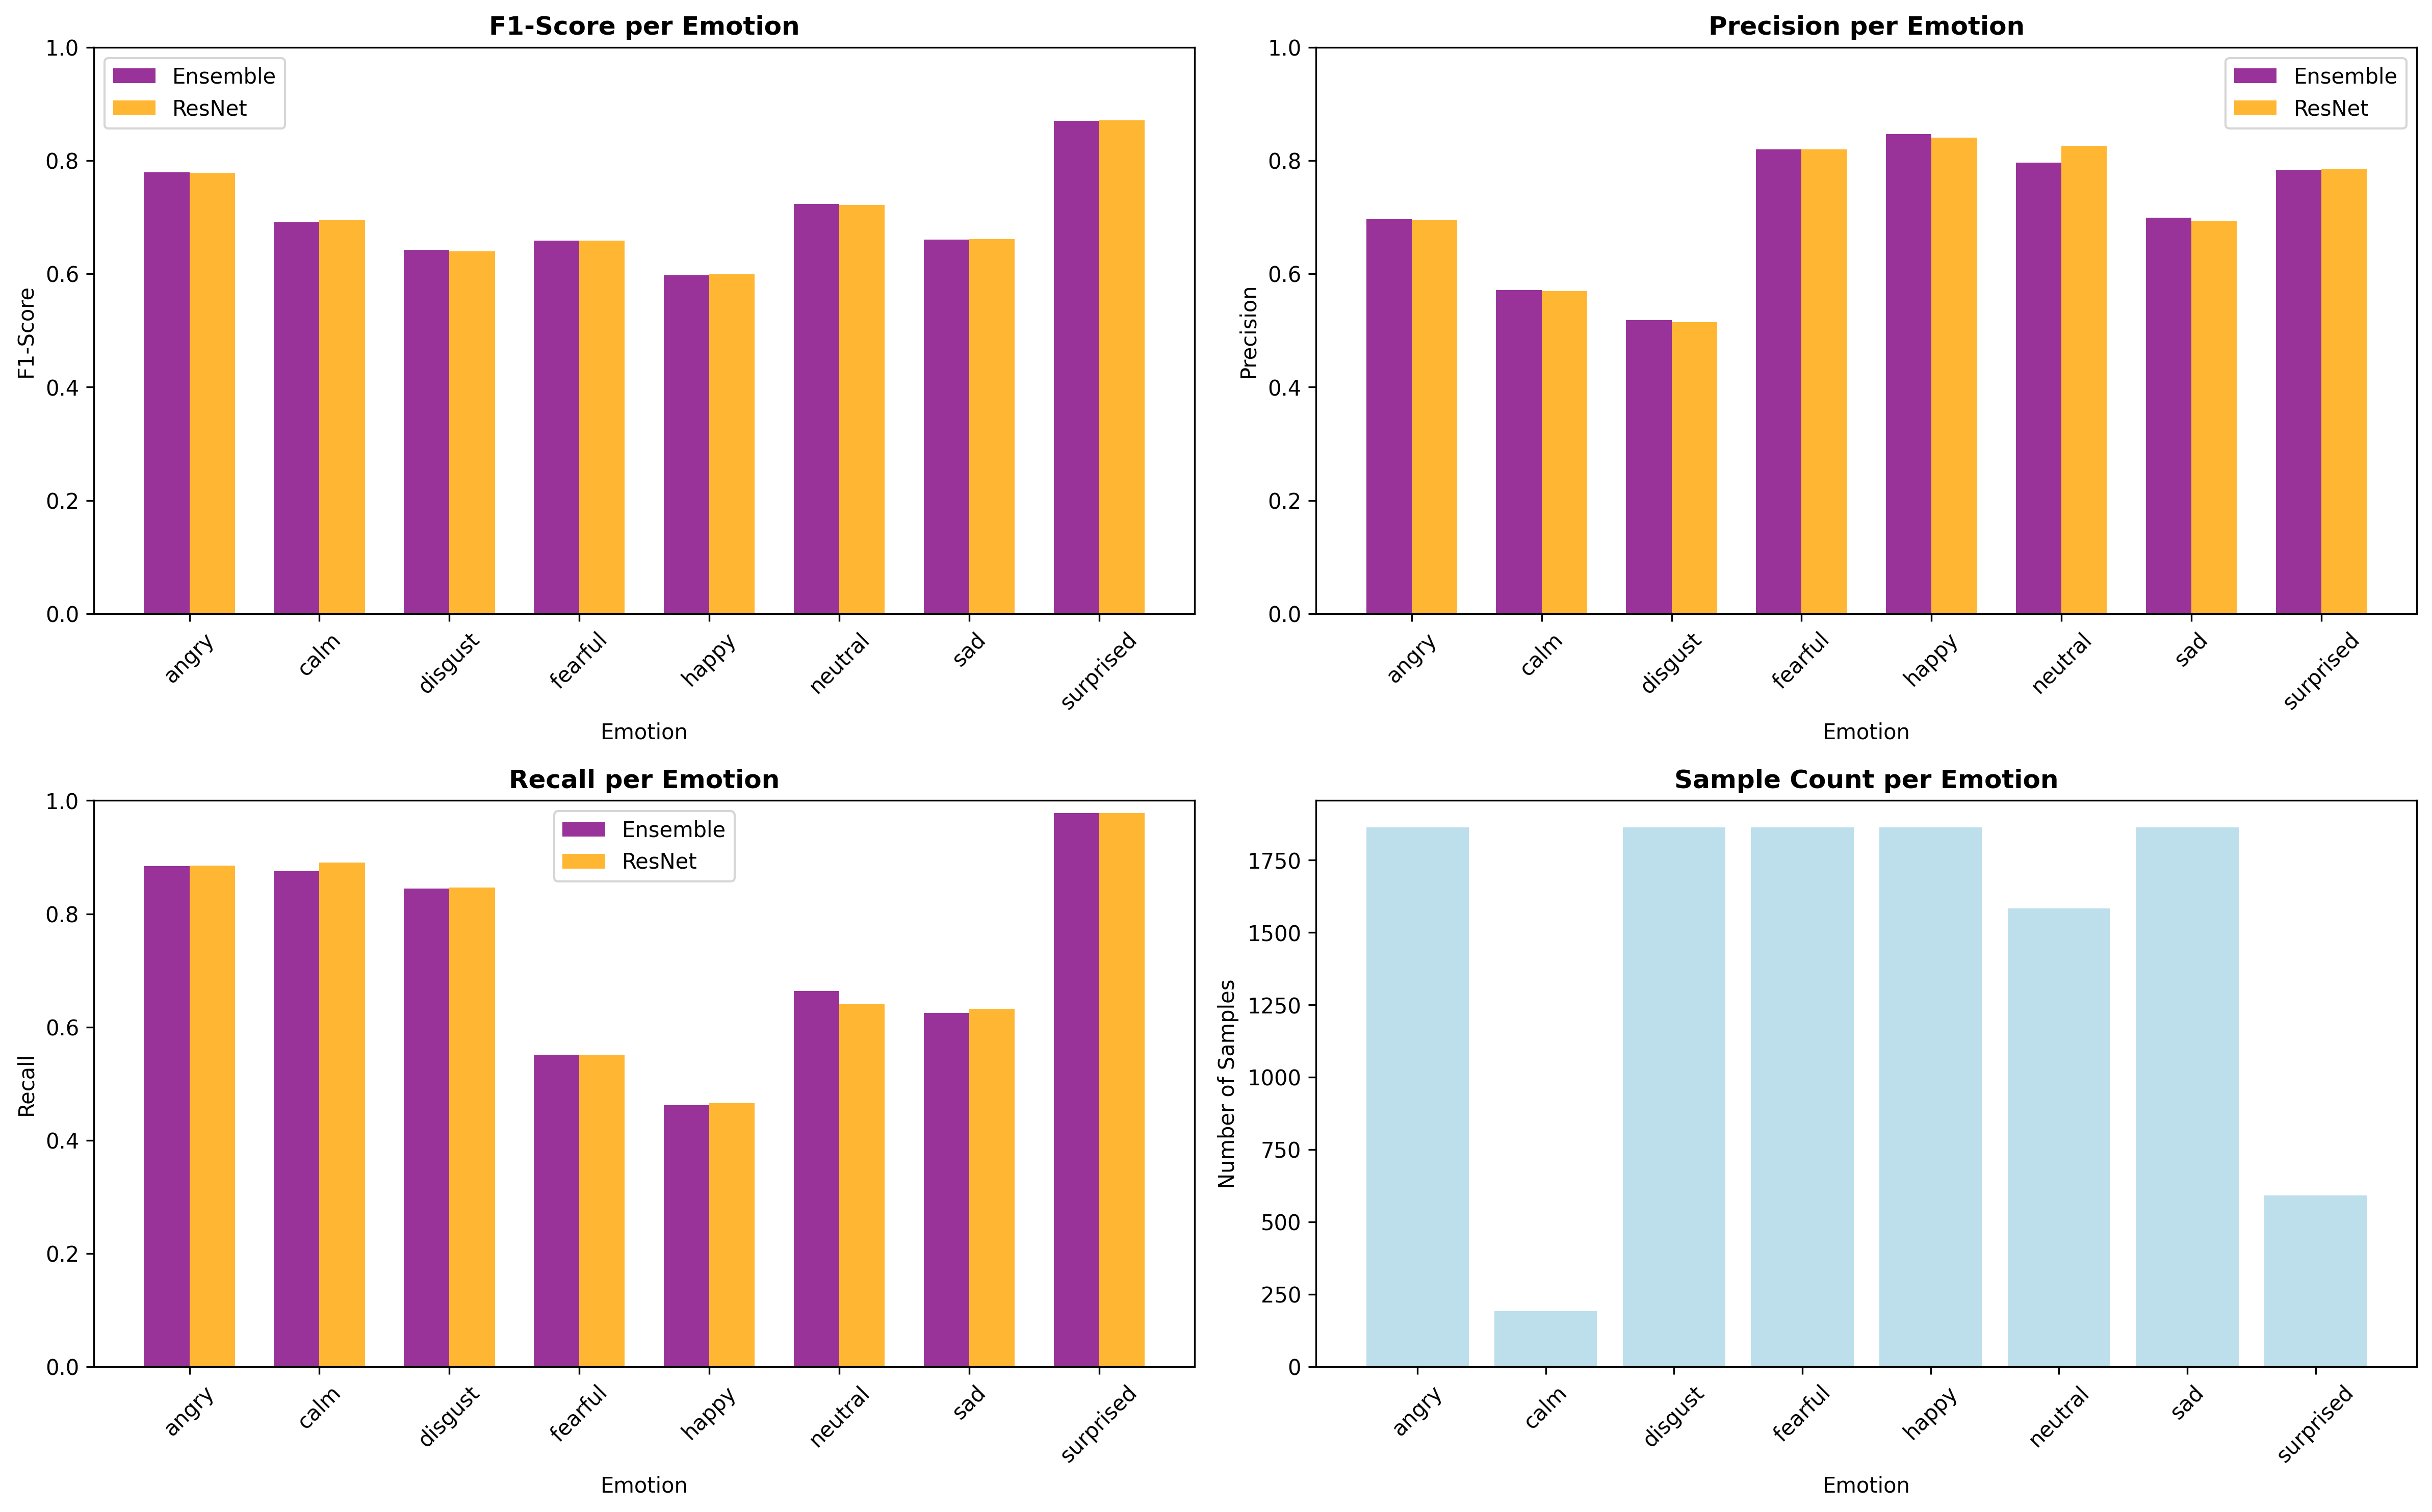 F1-Score per Emotion
1.0
0.8
0.6
0.4
0.2
0.0
F1-Score
Ensemble
ResNet
angry
calm
disgust
fearful
happy
neutral
sad
surprised
Emotion
Precision per Emotion
1.0
0.8
0.6
0.4
0.2
0.0
Precision
Ensemble
ResNet
angry
calm
disgust
fearful
happy
neutral
sad
surprised
Emotion
Recall per Emotion
1.0
0.8
0.6
0.4
0.2
0.0
Recall
Ensemble
ResNet
angry
calm
disgust
fearful
happy
neutral
sad
surprised
Emotion
Sample Count per Emotion
1750
1500
1250
1000
750
500
250
0
Number of Samples
angry
calm
disgust
fearful
happy
neutral
sad
surprised
Emotion